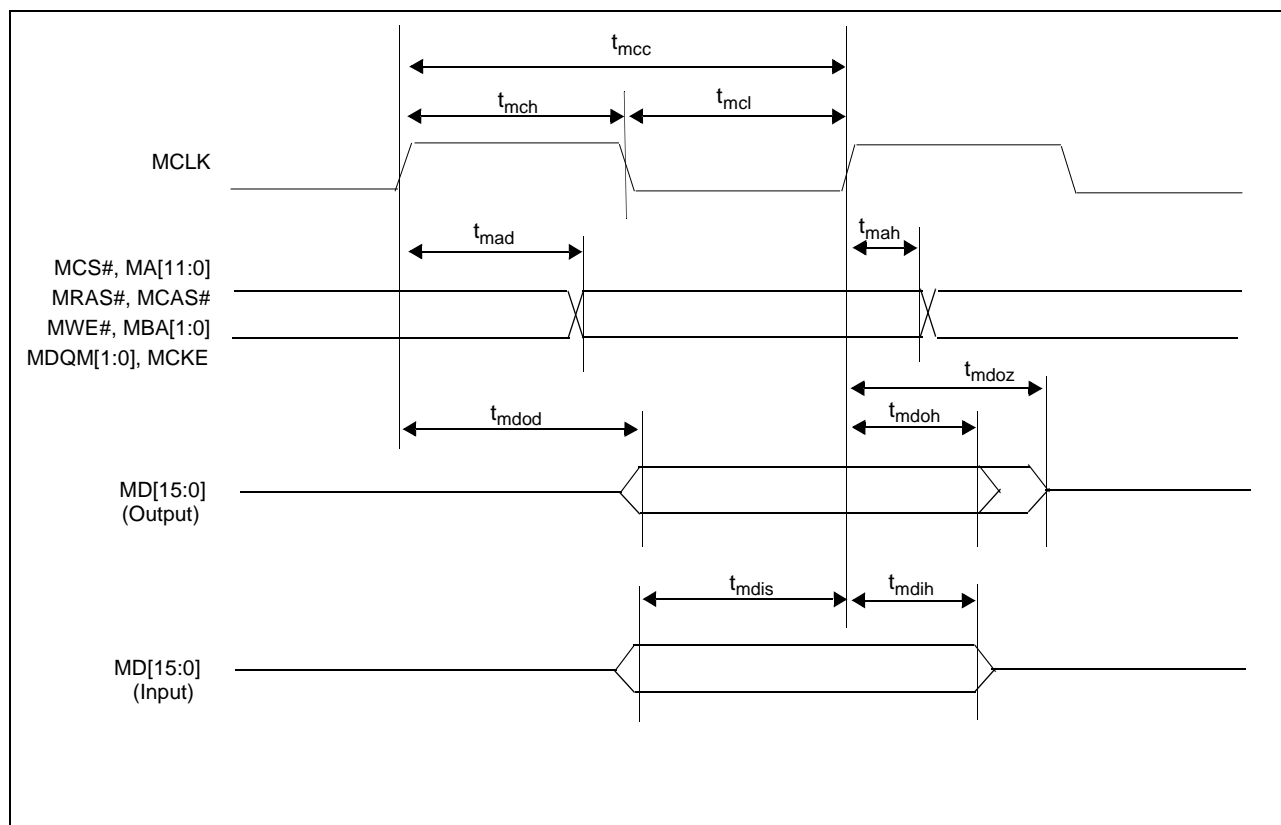 tmcc
tmch
tmcl
MCLK
tmad
tmah
MCS#, MA[11:0]
MRAS#, MCAS#
MWE#, MBA[1:0]
MDQM[1:0], MCKE
tmdoz
tmdod
tmdoh
MD[15:0]
(Output)
tmdis
tmdih
MD[15:0]
(Input)